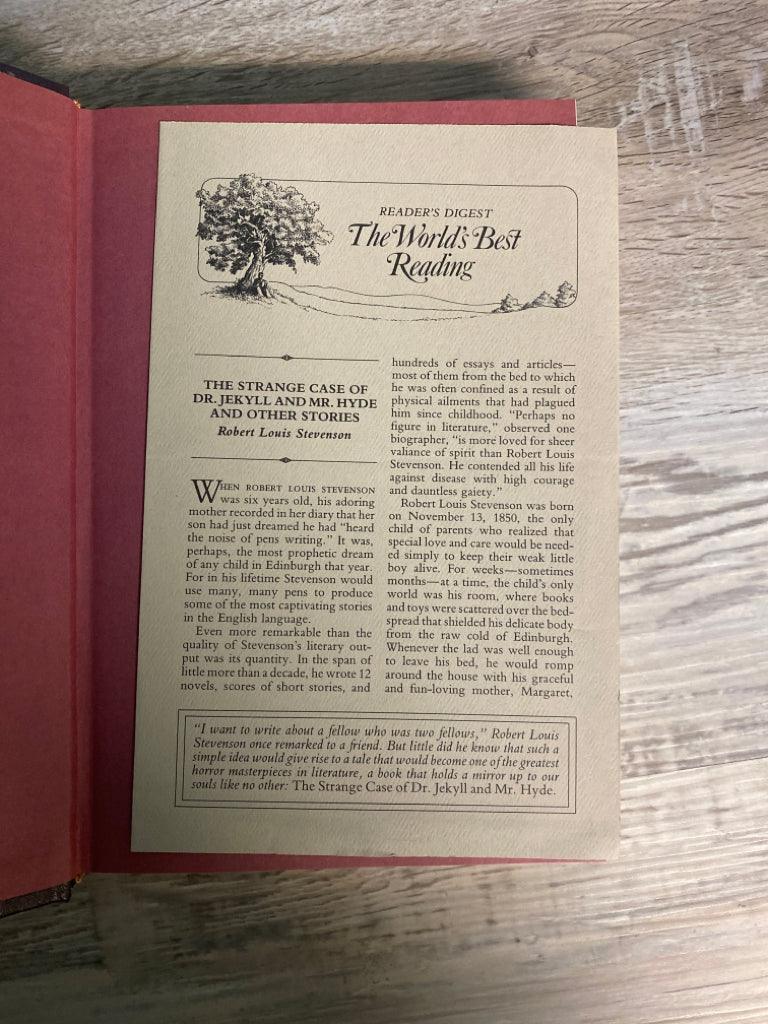 READER'S DIGEST
The World's Best
Reading
THE STRANGE CASE OF
DR. JEKYLL AND MR. HYDE
AND OTHER STORIES
Robert Louis Stevenson
WHEN ROBERT LOUIS STEVENSON
was six years old, his adoring
mother recorded in her diary that her
son had just dreamed he had “heard
the noise of pens writing.” It was,
perhaps, the most prophetic dream
of any child in Edinburgh that year.
For in his lifetime Stevenson would
use many, many pens to produce
some of the most captivating stories
in the English language.
Even more remarkable than the
quality of Stevenson's literary out-
put was its quantity. In the span of
little more than a decade, he wrote 12
novels, scores of short stories, and
hundreds of essays and articles—
most of them from the bed to which
he was often confined as a result of
physical ailments that had plagued
him since childhood. “Perhaps no
figure in literature,” observed one
biographer, “is more loved for sheer
valiance of spirit than Robert Louis
Stevenson. He contended all his life
against disease with high courage
and dauntless gaiety.”
Robert Louis Stevenson was born
on November 13, 1850, the only
child of parents who realized that
special love and care would be need-
ed simply to keep their weak little
boy alive. For weeks—sometimes
months—at a time, the child's only
world was his room, where books
and toys were scattered over the bed-
spread that shielded his delicate body
from the raw cold of Edinburgh.
Whenever the lad was well enough
to leave his bed, he would romp
around the house with his graceful
and fun-loving mother, Margaret,
“I want to write about a fellow who was two fellows,” Robert Louis
Stevenson once remarked to a friend. But little did he know that such a
simple idea would give rise to a tale that would become one of the greatest
horror masterpieces in literature, a book that holds a mirror up to our
souls like no other: The Strange Case of Dr. Jekyll and Mr. Hyde.